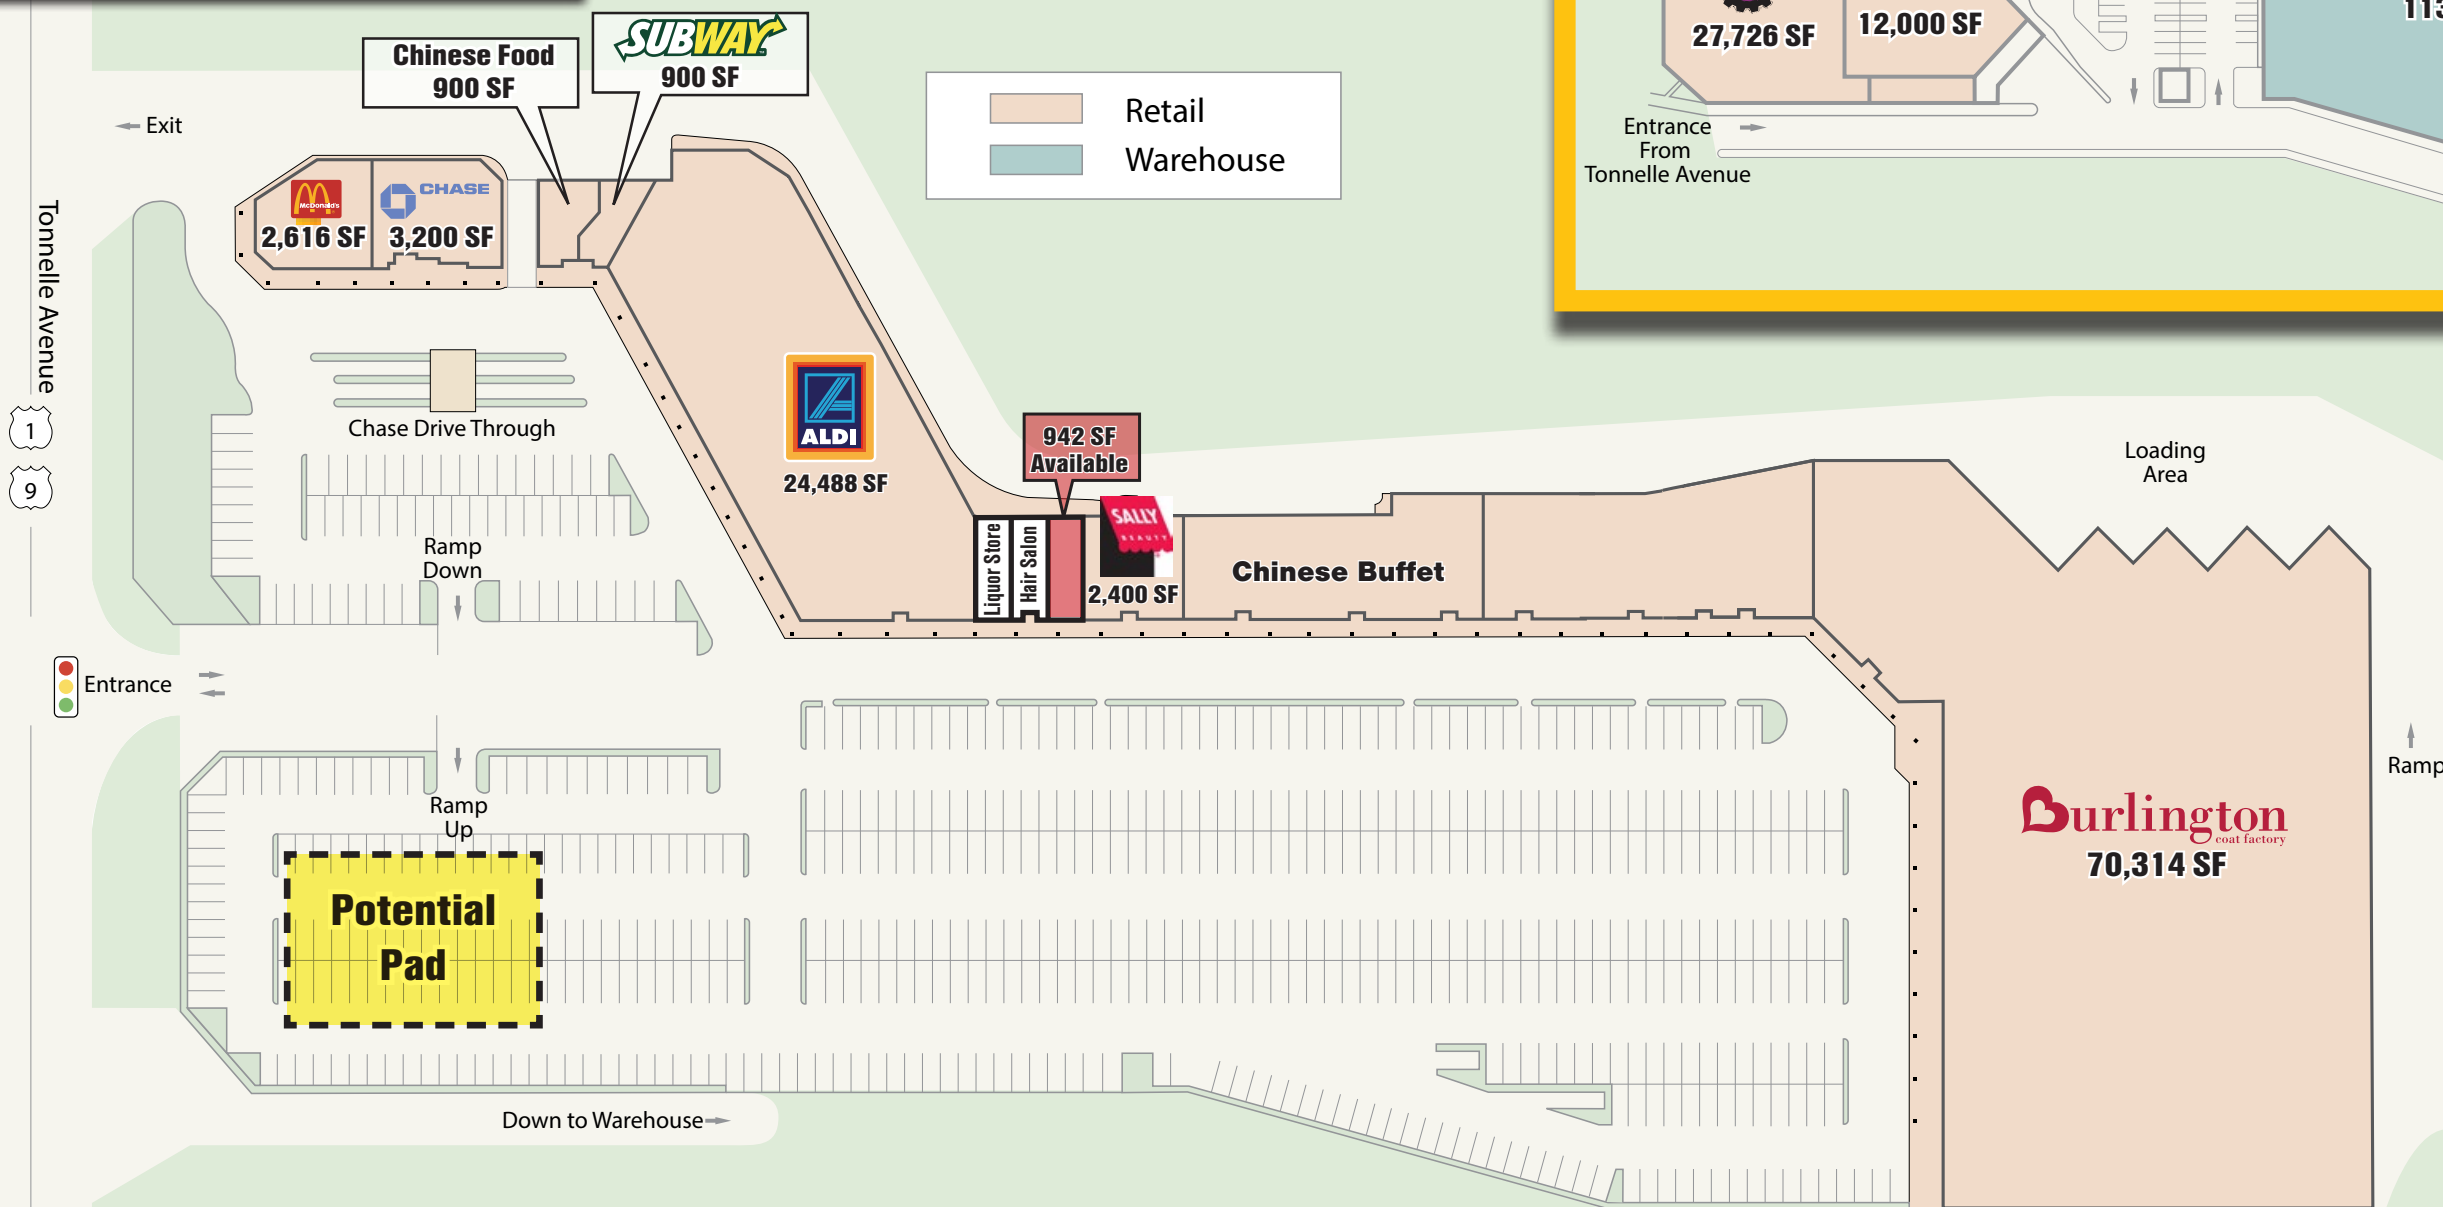 SUBWAY
900 SF
Chinese Food
900 SF
27,726 SF
12,000 SF
Exit
Retail
Warehouse
Entrance
From
Tonnelle Avenue
McDonald's
2,616 SF
CHASE
3,200 SF
Tonnelle Avenue
1
9
Chase Drive Through
ALDI
24,488 SF
942 SF
Available
Loading
Area
SALLY
BEAUTY
2,400 SF
Liquor Store
Hair Salon
Chinese Buffet
Ramp
Down
Entrance
Ramp
Burlington
coat factory
70,314 SF
Ramp
Up
Potential
Pad
Down to Warehouse